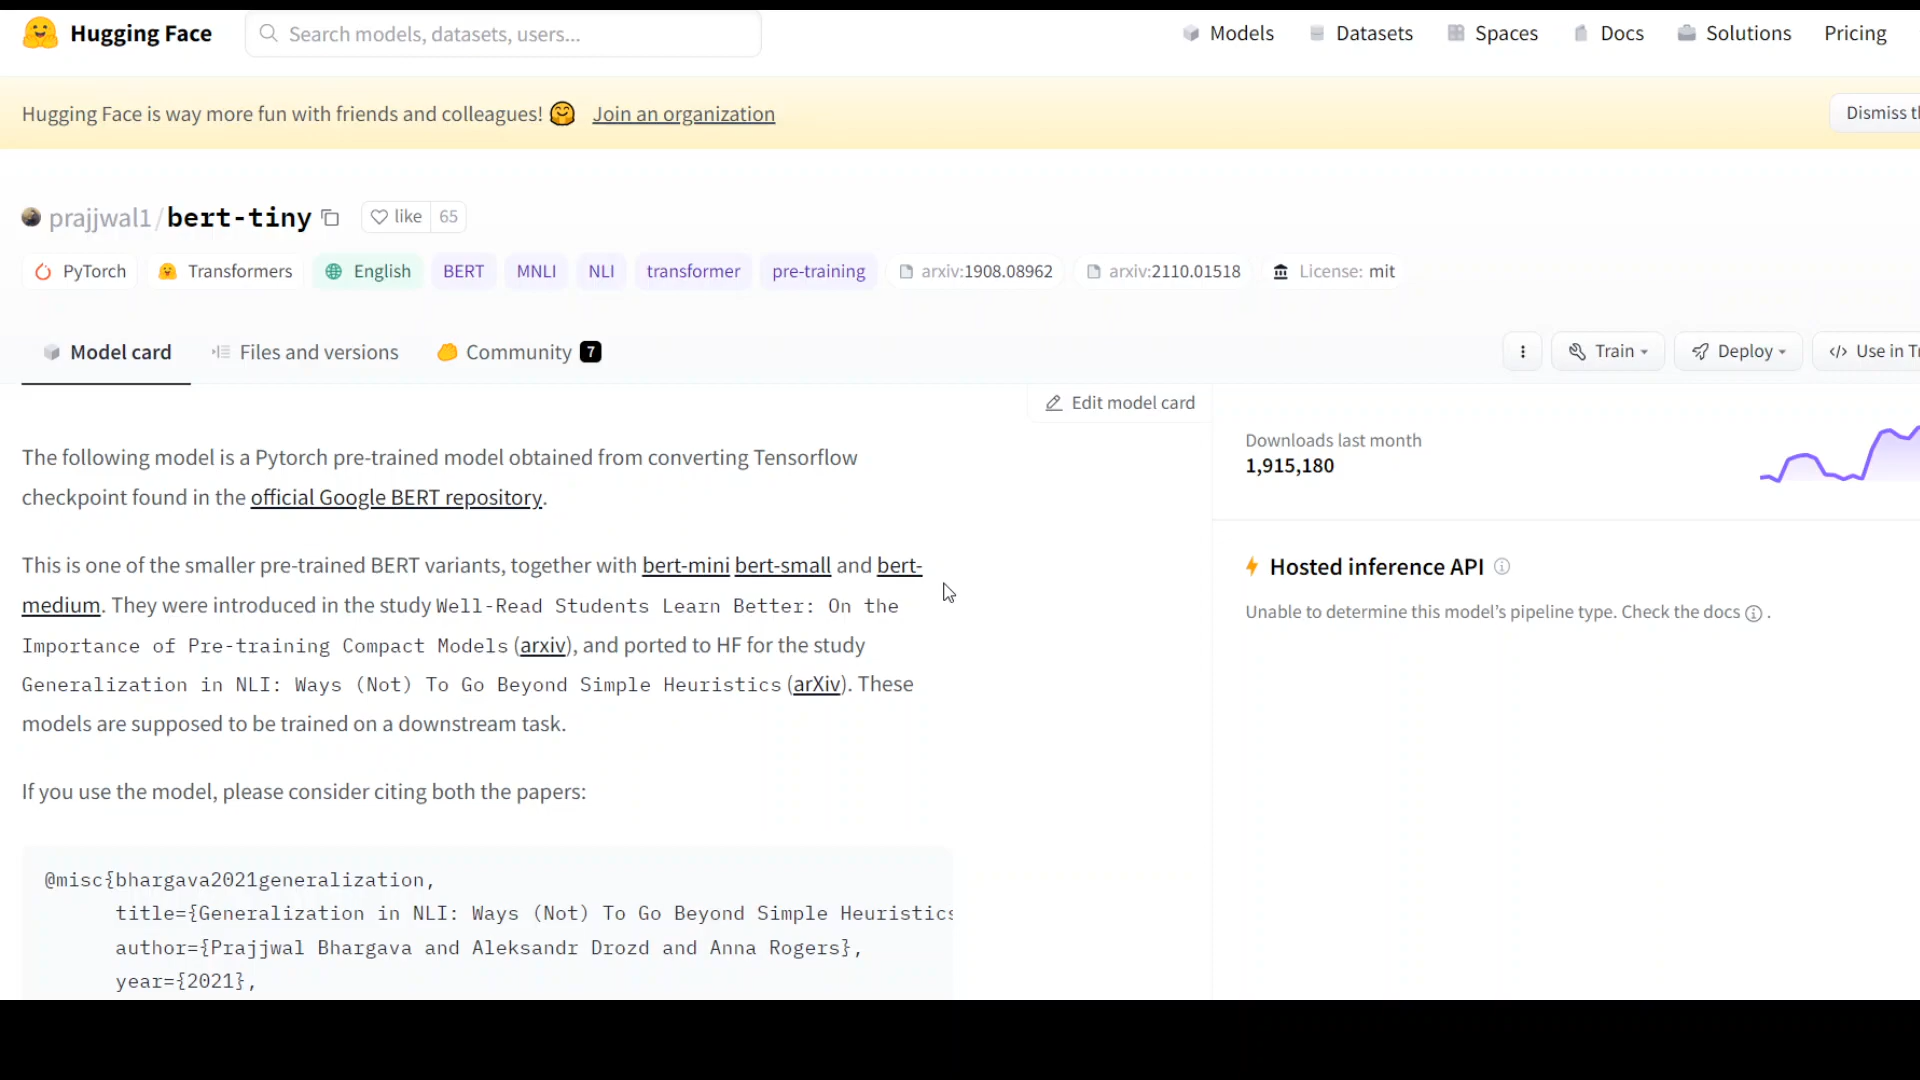 Hugging Face
Search models, datasets, users...
Models
Datasets
Spaces
Docs
Solutions
Pricing
Hugging Face is way more fun with friends and colleagues! 🤗 Join an organization
Dismiss
prajjwal1/bert-tiny
like 65
PyTorch
Transformers
English
BERT
MNLI
NLI
transformer
pre-training
arxiv:1908.08962
arxiv:2110.01518
License: mit
Model card
Files and versions
Community 7
Train
Deploy
</> Use in
Edit model card
The following model is a Pytorch pre-trained model obtained from converting Tensorflow
checkpoint found in the official Google BERT repository.
This is one of the smaller pre-trained BERT variants, together with bert-mini bert-small and bert-
medium. They were introduced in the study Well-Read Students Learn Better: On the
Importance of Pre-training Compact Models (arxiv), and ported to HF for the study
Generalization in NLI: Ways (Not) To Go Beyond Simple Heuristics (arXiv). These
models are supposed to be trained on a downstream task.
If you use the model, please consider citing both the papers:
@misc{bhargava2021generalization,
title={Generalization in NLI: Ways (Not) To Go Beyond Simple Heuristics
author={Prajjwal Bhargava and Aleksandr Drozd and Anna Rogers},
year={2021},
Downloads last month
1,915,180
Hosted inference API
Unable to determine this model's pipeline type. Check the docs .